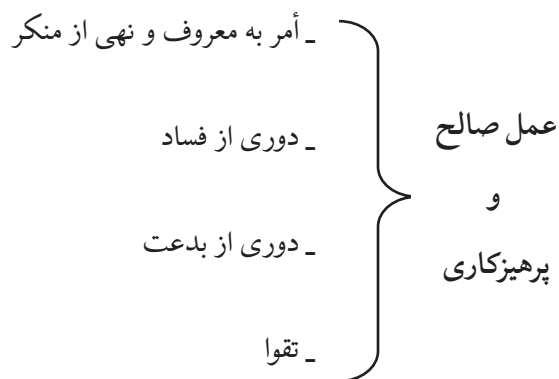 عمل صالح
و
پرهیزکاری
ـ أمر به معروف و نهی از منکر
ـ دوری از فساد
ـ دوری از بدعت
ـ تقوا